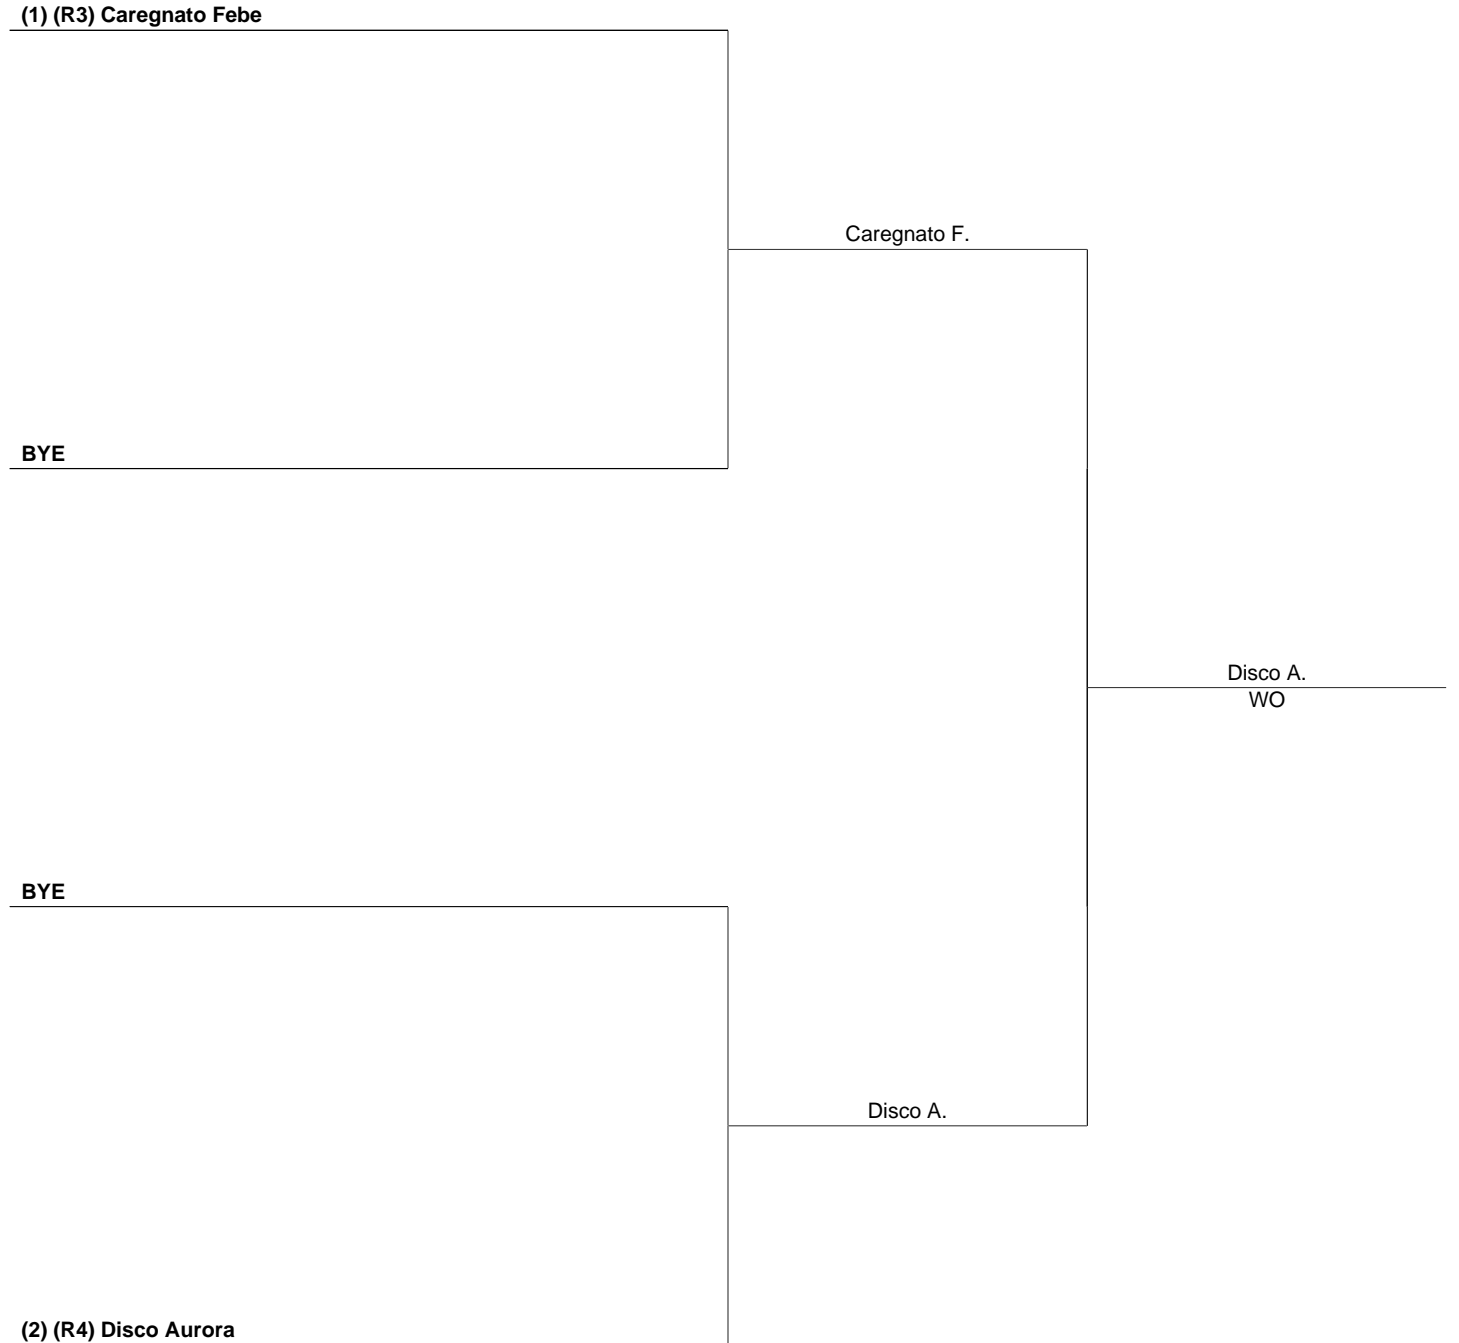 (1) (R3) Caregnato Febe
Caregnato F.
BYE
Disco A.
WO
BYE
Disco A.
(2) (R4) Disco Aurora